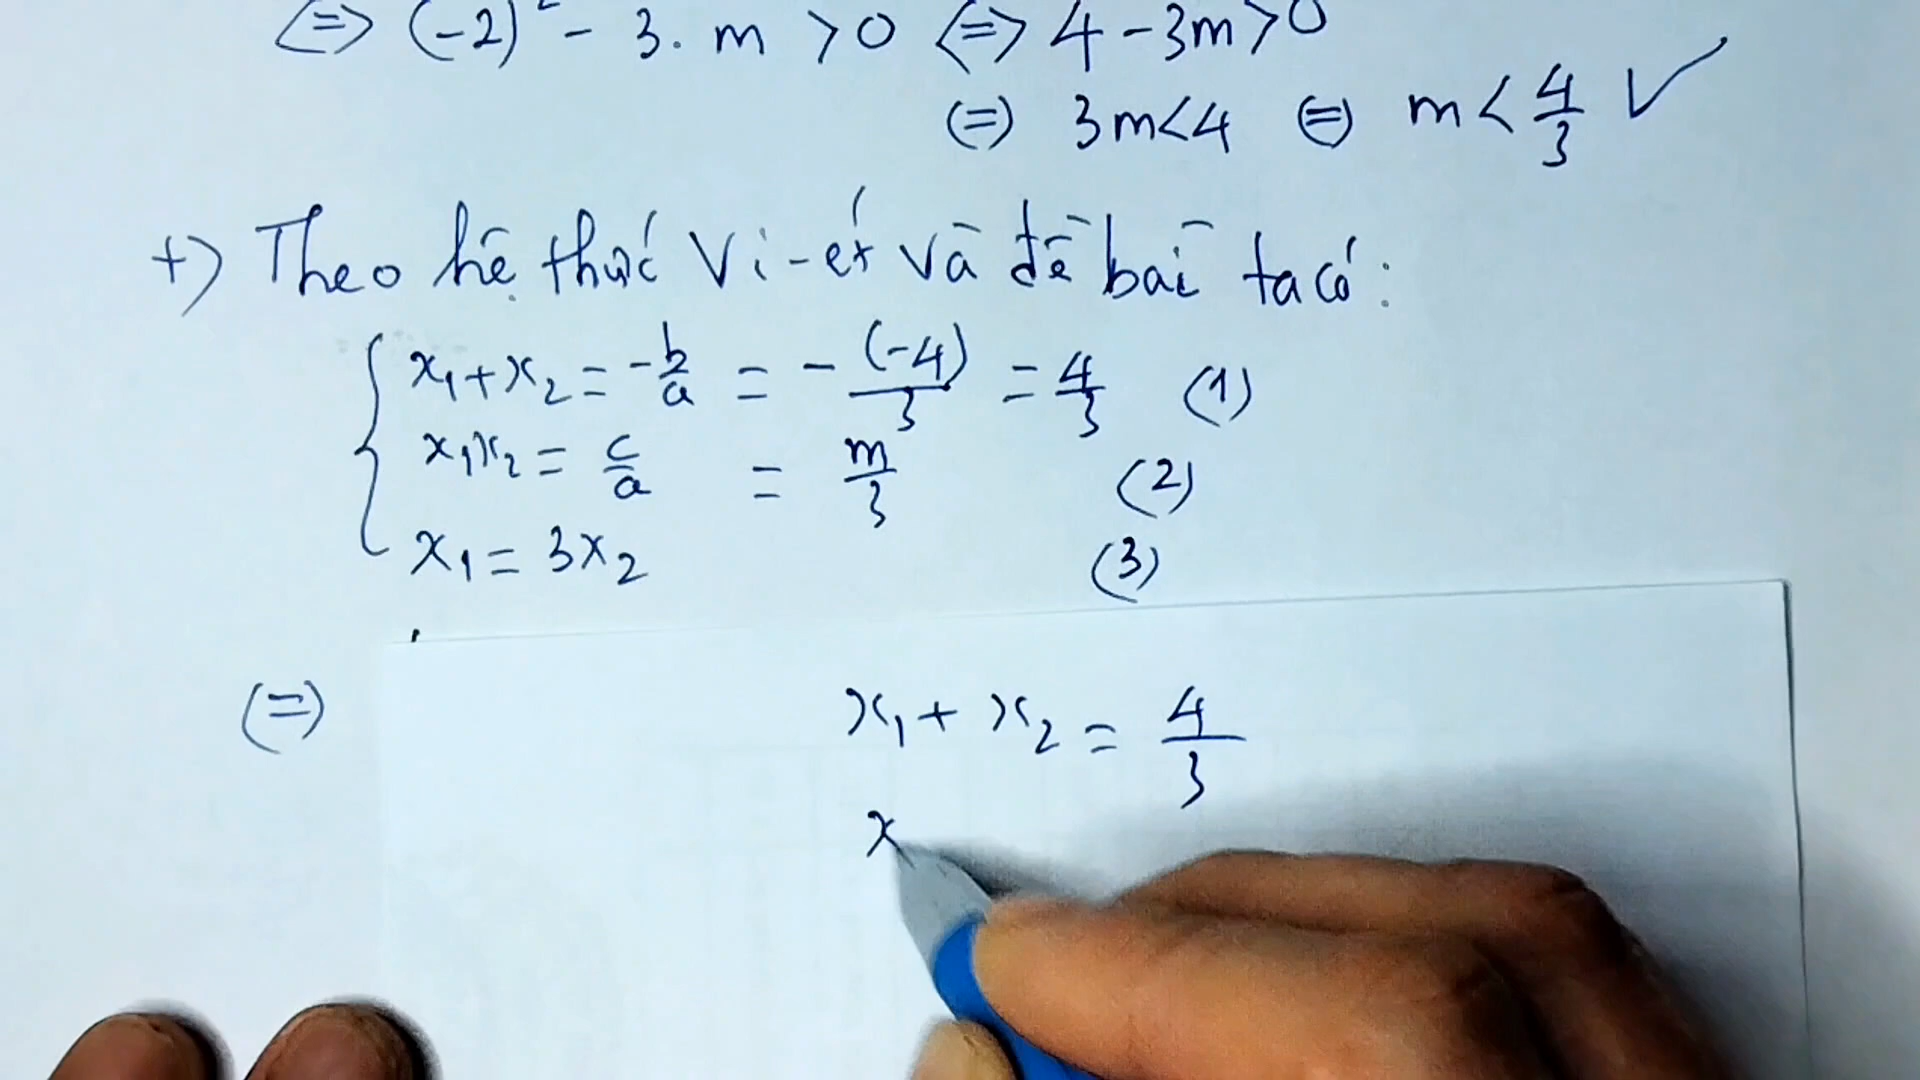 ⇔ (-2)² - 3. m > 0 ⇔ 4 - 3m > 0
⇔ 3m < 4 ⇔ m < 4/3 ✓
+) Theo hệ thức Vi-ét và đề bài ta có:
x₁ + x₂ = -b/a = -(-4)/3 = 4/3 (1)
x₁x₂ = c/a = m/3 (2)
x₁ = 3x₂ (3)
(=) x₁ + x₂ = 4/3
x